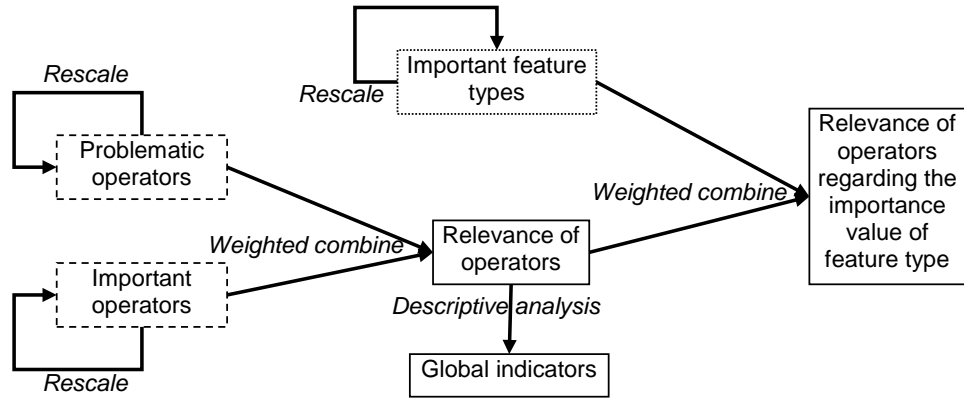 Rescale
Problematic
operators
Important feature
types
Rescale
Weighted combine
Relevance of
operators
Important
operators
Rescale
Weighted combine
Relevance of
operators
regarding the
importance
value of
feature type
Descriptive analysis
Global indicators